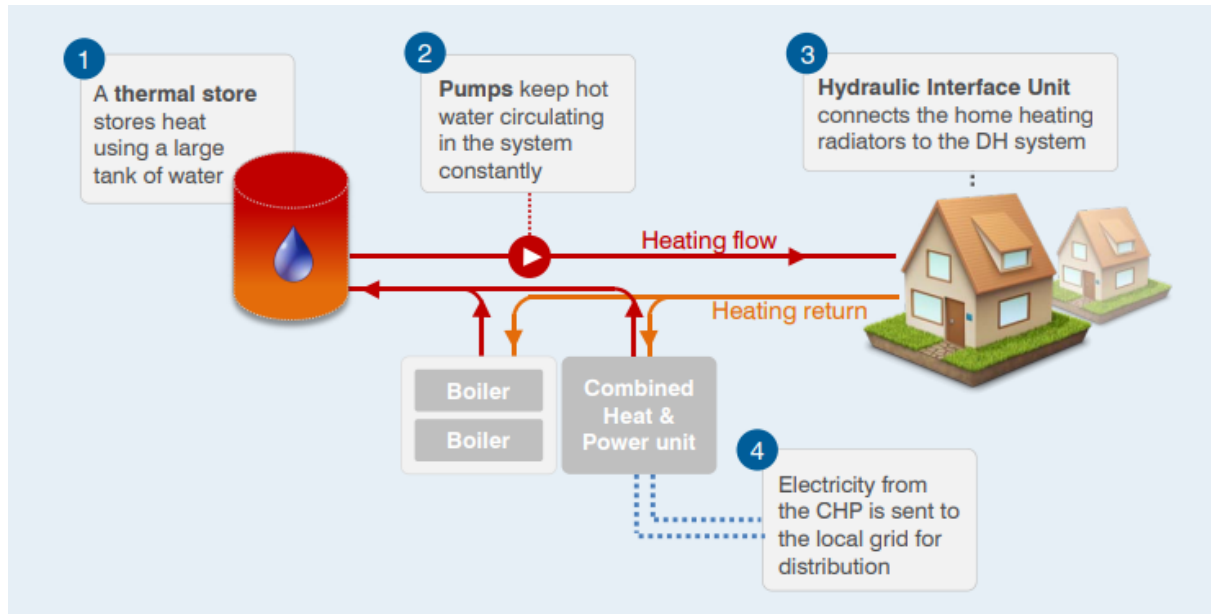 1
A thermal store
stores heat
using a large
tank of water
2
Pumps keep hot
water circulating
in the system
constantly
3
Hydraulic Interface Unit
connects the home heating
radiators to the DH system
Heating flow
Heating return
Boiler
Boiler
Combined
Heat &
Power unit
4
Electricity from
the CHP is sent to
the local grid for
distribution